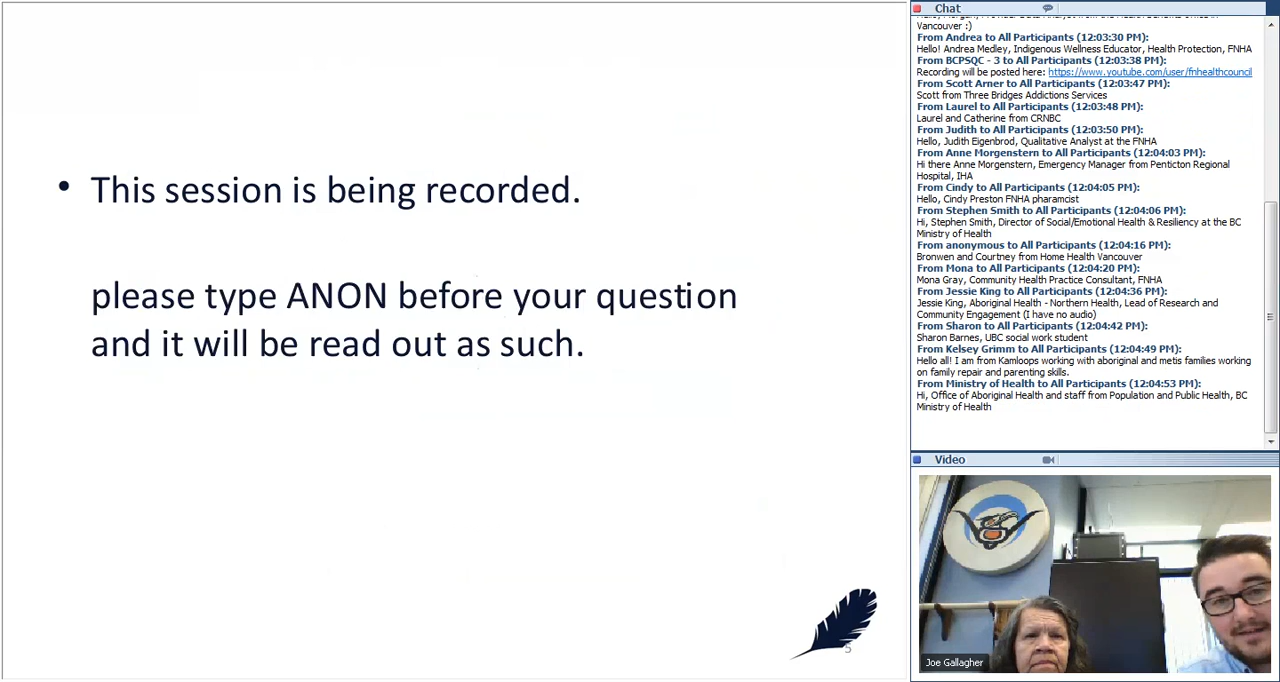 • This session is being recorded.
please type ANON before your question
and it will be read out as such.
5
Chat
Vancouver :)
From Andrea to All Participants (12:03:30 PM):
Hello! Andrea Medley, Indigenous Wellness Educator, Health Protection, FNHA
From BCPSQC - 3 to All Participants (12:03:38 PM):
Recording will be posted here: https://www.youtube.com/user/fnhealthcouncil
From Scott Arner to All Participants (12:03:47 PM):
Scott from Three Bridges Addictions Services
From Laurel to All Participants (12:03:48 PM):
Laurel and Catherine from CRNBC
From Judith to All Participants (12:03:50 PM):
Hello, Judith Eigenbrod, Qualitative Analyst at the FNHA
From Anne Morgenstern to All Participants (12:04:03 PM):
Hi there Anne Morgenstern, Emergency Manager from Penticton Regional
Hospital, IHA
From Cindy to All Participants (12:04:05 PM):
Hello, Cindy Preston FNHA pharamcist
From Stephen Smith to All Participants (12:04:06 PM):
Hi, Stephen Smith, Director of Social/Emotional Health & Resiliency at the BC
Ministry of Health
From anonymous to All Participants (12:04:16 PM):
Bronwen and Courtney from Home Health Vancouver
From Mona to All Participants (12:04:20 PM):
Mona Gray, Community Health Practice Consultant, FNHA
From Jessie King to All Participants (12:04:36 PM):
Jessie King, Aboriginal Health - Northern Health, Lead of Research and
Community Engagement (I have no audio)
From Sharon to All Participants (12:04:42 PM):
Sharon Barnes, UBC social work student
From Kelsey Grimm to All Participants (12:04:49 PM):
Hello all! I am from Kamloops working with aboriginal and metis families working
on family repair and parenting skills.
From Ministry of Health to All Participants (12:04:53 PM):
Hi, Office of Aboriginal Health and staff from Population and Public Health, BC
Ministry of Health
Video
Joe Gallagher